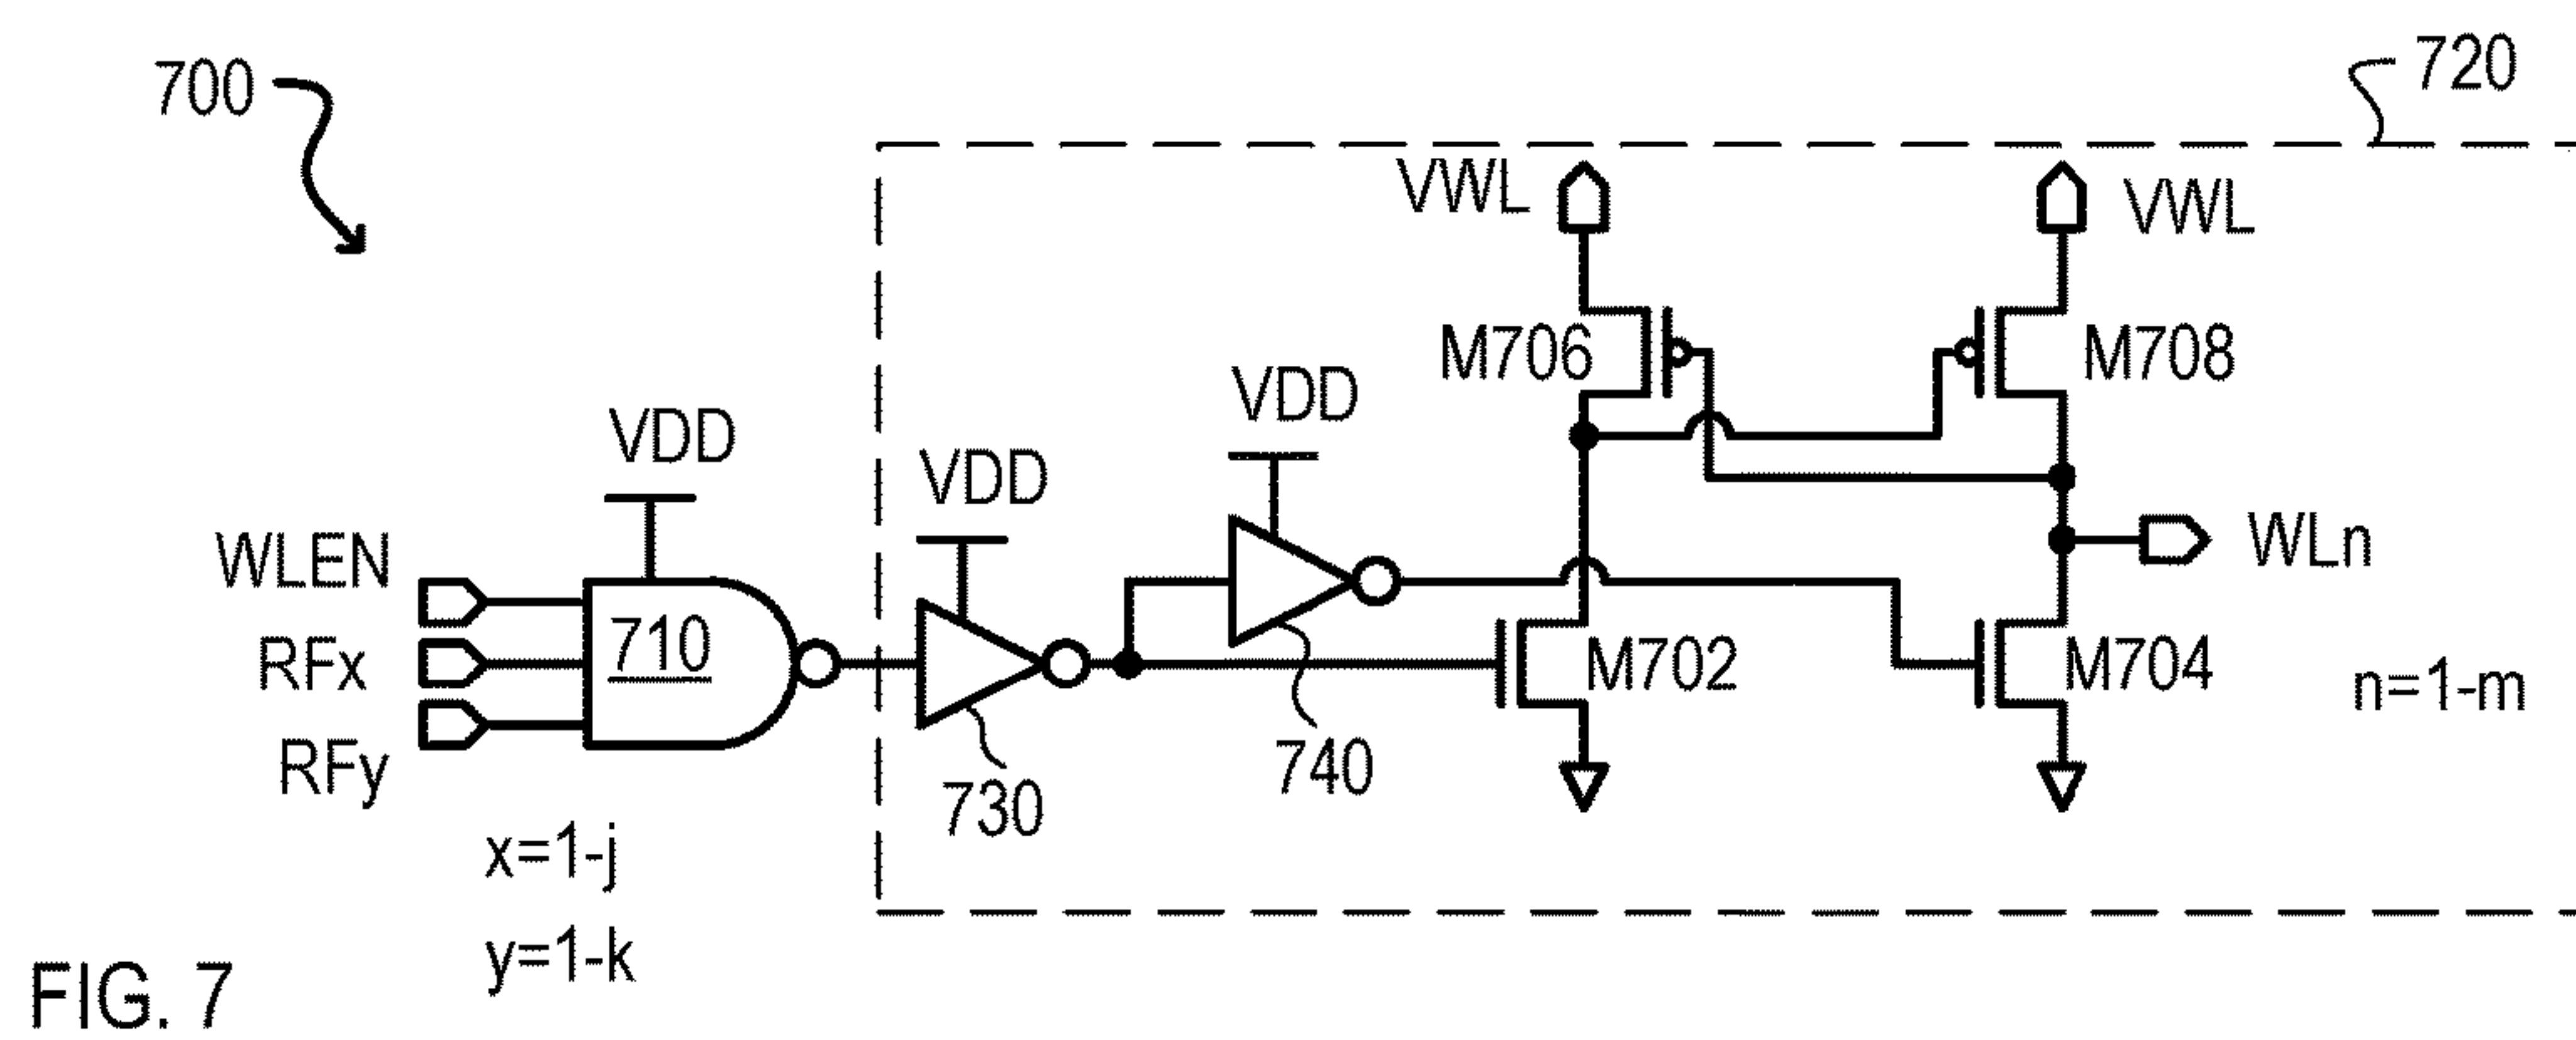 700
720
VWL
VWL
M706
M708
VDD
VDD
VDD
WLEN
710
RFx
RFy
WLn
M702
M704
n=1-m
730
740
x=1-j
y=1-k
FIG. 7